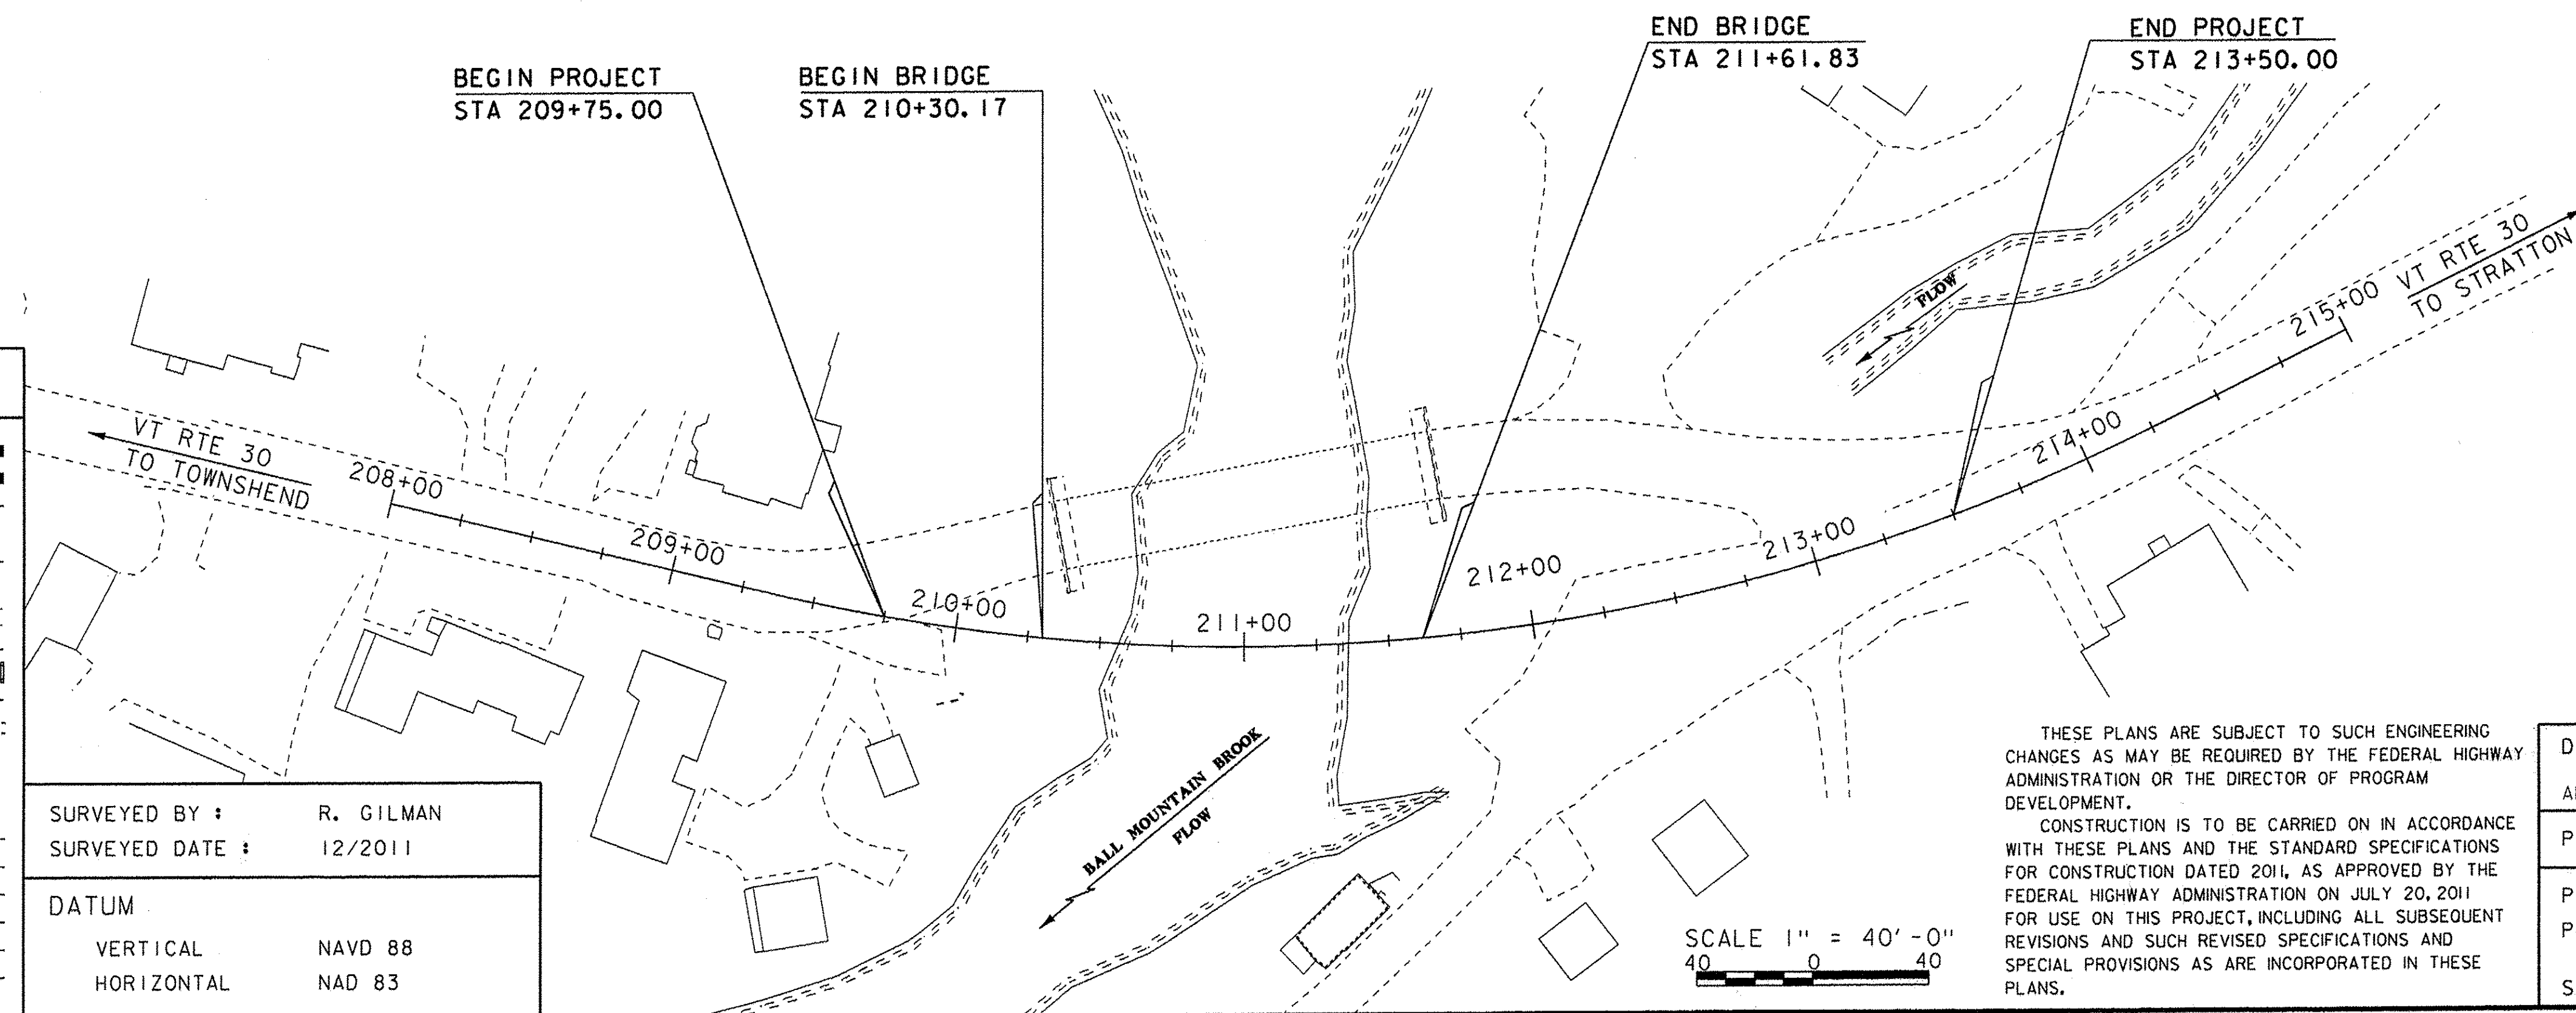 BEGIN PROJECT
STA 209+75.00
BEGIN BRIDGE
STA 210+30.17
END BRIDGE
STA 211+61.83
END PROJECT
STA 213+50.00
VT RTE 30
TO TOWNSHEND
208+00
209+00
210+00
211+00
212+00
213+00
214+00
215+00
VT RTE 30
TO STRATTON
FLOW
BALL MOUNTAIN BROOK
FLOW
SURVEYED BY : R. GILMAN
SURVEYED DATE : 12/2011
DATUM
VERTICAL NAVD 88
HORIZONTAL NAD 83
SCALE 1" = 40'-0"
40 0 40
THESE PLANS ARE SUBJECT TO SUCH ENGINEERING
CHANGES AS MAY BE REQUIRED BY THE FEDERAL HIGHWAY
ADMINISTRATION OR THE DIRECTOR OF PROGRAM
DEVELOPMENT.
CONSTRUCTION IS TO BE CARRIED ON IN ACCORDANCE
WITH THESE PLANS AND THE STANDARD SPECIFICATIONS
FOR CONSTRUCTION DATED 2011, AS APPROVED BY THE
FEDERAL HIGHWAY ADMINISTRATION ON JULY 20, 2011
FOR USE ON THIS PROJECT, INCLUDING ALL SUBSEQUENT
REVISIONS AND SUCH REVISED SPECIFICATIONS AND
SPECIAL PROVISIONS AS ARE INCORPORATED IN THESE
PLANS.